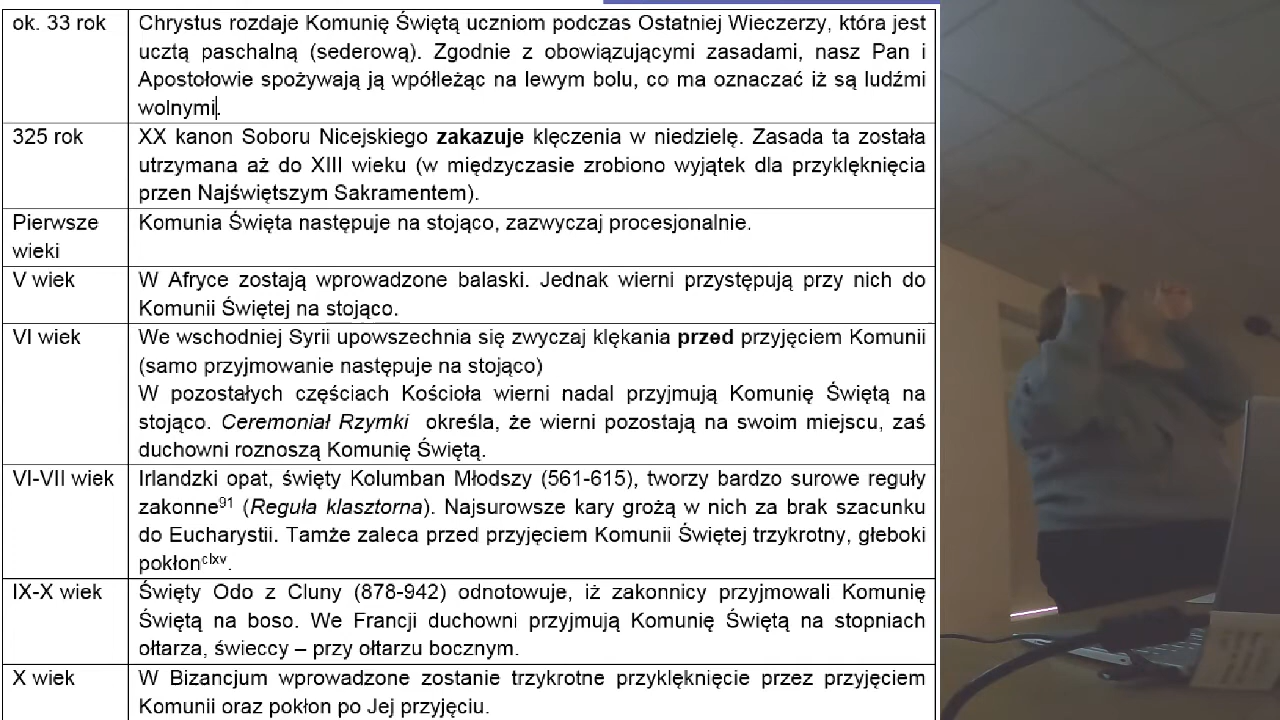 ok. 33 rok
Chrystus rozdaje Komunię Świętą uczniom podczas Ostatniej Wieczerzy, która jest
ucztą paschalną (sederową). Zgodnie z obowiązującymi zasadami, nasz Pan i
Apostołowie spożywają ją wpółleżąc na lewym bolu, co ma oznaczać iż są ludźmi
wolnymi.
325 rok
XX kanon Soboru Nicejskiego zakazuje klęczenia w niedzielę. Zasada ta została
utrzymana aż do XIII wieku (w międzyczasie zrobiono wyjątek dla przyklęknięcia
przen Najświętszym Sakramentem).
Pierwsze
wieki
Komunia Święta następuje na stojąco, zazwyczaj procesjonalnie.
V wiek
W Afryce zostają wprowadzone balaski. Jednak wierni przystępują przy nich do
Komunii Świętej na stojąco.
VI wiek
We wschodniej Syrii upowszechnia się zwyczaj klękania przed przyjęciem Komunii
(samo przyjmowanie następuje na stojąco)
W pozostałych częściach Kościoła wierni nadal przyjmują Komunię Świętą na
stojąco. Ceremoniał Rzymki określa, że wierni pozostają na swoim miejscu, zaś
duchowni roznoszą Komunię Świętą.
VI-VII wiek
Irlandzki opat, święty Kolumban Młodszy (561-615), tworzy bardzo surowe reguły
zakonne91 (Reguła klasztorna). Najsurowsze kary grożą w nich za brak szacunku
do Eucharystii. Tamże zaleca przed przyjęciem Komunii Świętej trzykrotny, głeboki
pokłonclxv.
IX-X wiek
Święty Odo z Cluny (878-942) odnotowuje, iż zakonnicy przyjmowali Komunię
Świętą na boso. We Francji duchowni przyjmują Komunię Świętą na stopniach
ołtarza, świeccy – przy ołtarzu bocznym.
X wiek
W Bizancjum wprowadzone zostanie trzykrotne przyklęknięcie przez przyjęciem
Komunii oraz pokłon po Jej przyjęciu.